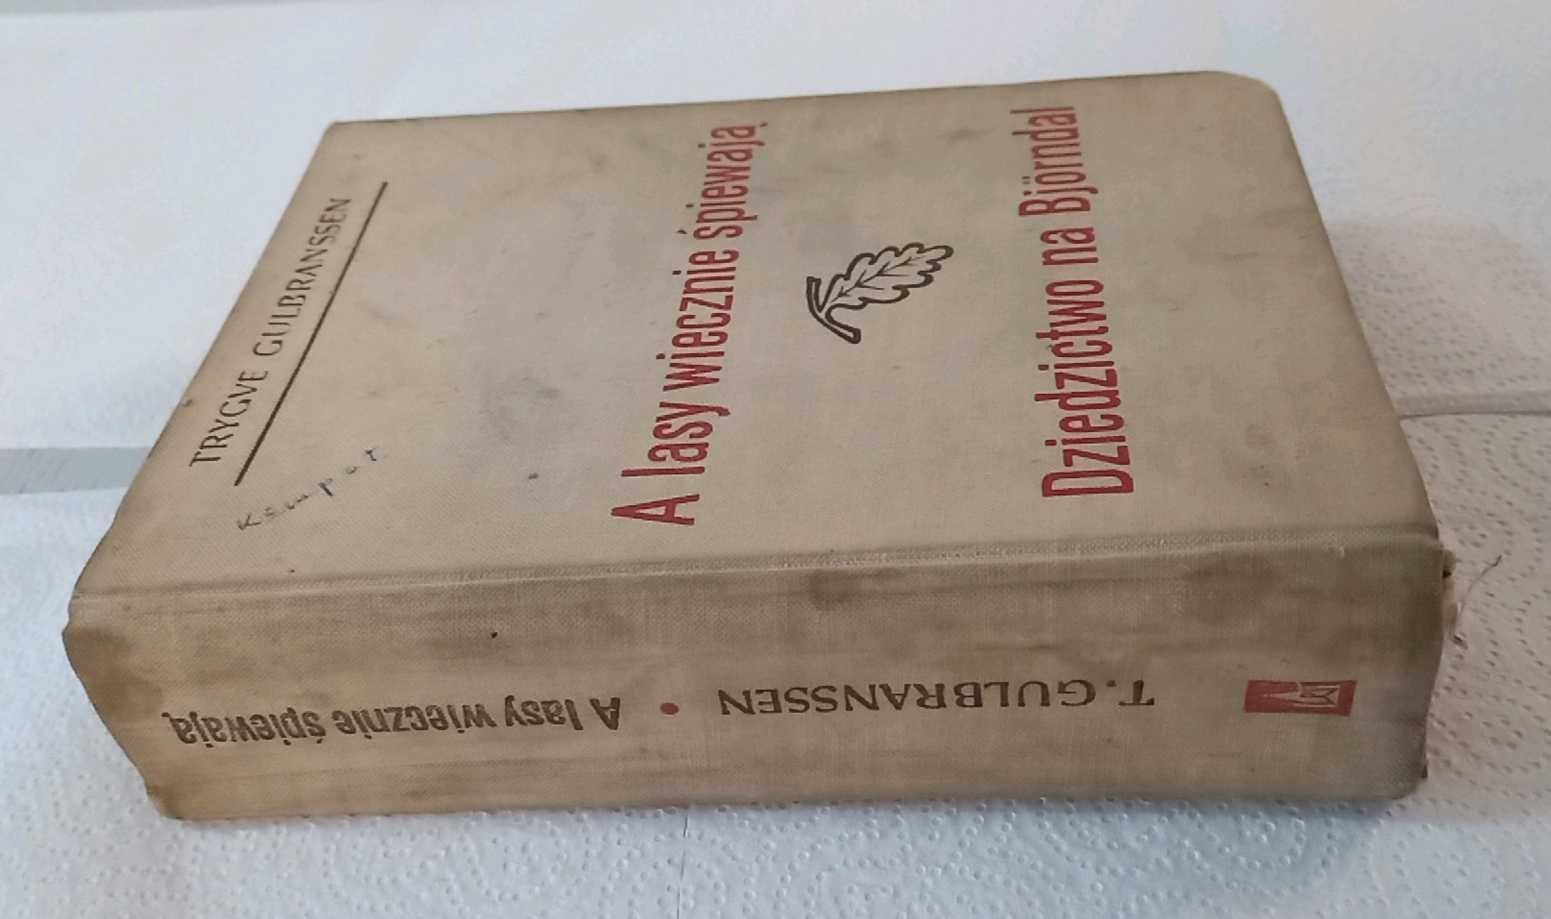 TRYGVE GULBRANSSEN
A lasy wiecznie śpiewają
Dziedzictwo na Björndal
T. GULBRANSSEN • A lasy wiecznie śpiewają